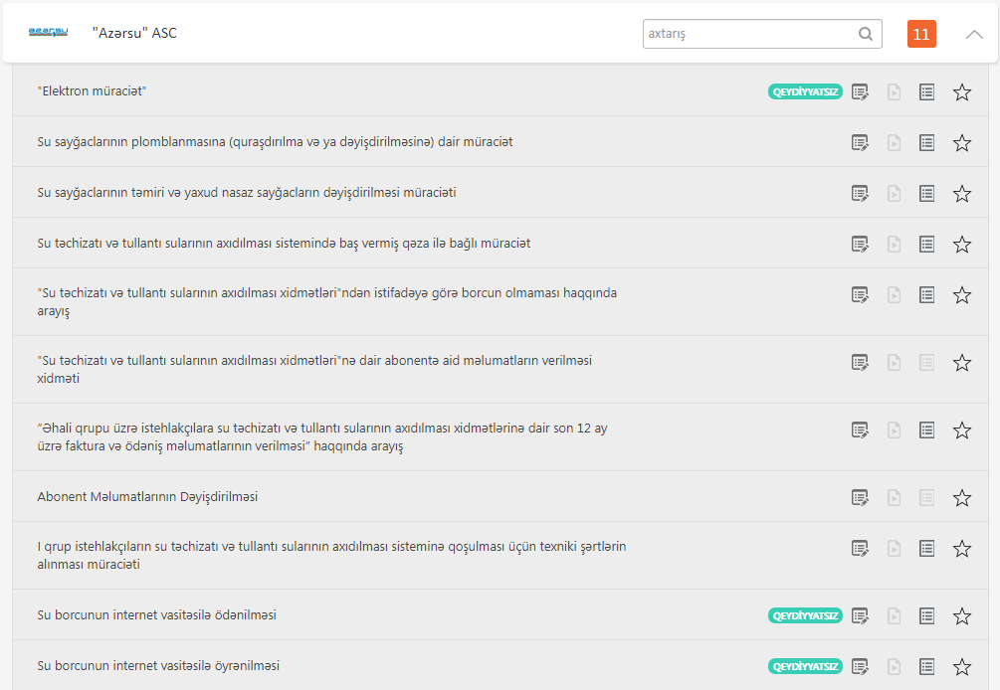 azərsu
"Azərsu" ASC
axtarış
11
"Elektron müraciət"
QEYDİYYATSIZ
Su sayğaclarının plomblanmasına (quraşdırılma və ya dəyişdirilməsinə) dair müraciət
Su sayğaclarının təmiri və yaxud nasaz sayğacların dəyişdirilməsi müraciəti
Su təchizatı və tullantı sularının axıdılması sistemində baş vermiş qəza ilə bağlı müraciət
"Su təchizatı və tullantı sularının axıdılması xidmətləri"ndən istifadəyə görə borcun olmaması haqqında
arayış
"Su təchizatı və tullantı sularının axıdılması xidmətləri"nə dair abonentə aid məlumatların verilməsi
xidməti
“Əhali qrupu üzrə istehlakçılara su təchizatı və tullantı sularının axıdılması xidmətlərinə dair son 12 ay
üzrə faktura və ödəniş məlumatlarının verilməsi” haqqında arayış
Abonent Məlumatlarının Dəyişdirilməsi
I qrup istehlakçıların su təchizatı və tullantı sularının axıdılması sisteminə qoşulması üçün texniki şərtlərin
alınması müraciəti
Su borcunun internet vasitəsilə ödənilməsi
QEYDİYYATSIZ
Su borcunun internet vasitəsilə öyrənilməsi
QEYDİYYATSIZ